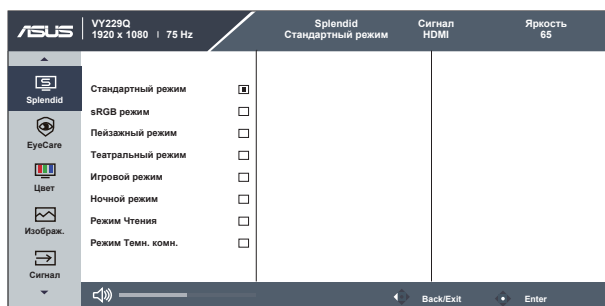 ASUS
VY229Q
1920 x 1080 | 75 Hz
Splendid
Стандартный режим
Сигнал
HDMI
Яркость
65
Splendid
EyeCare
Цвет
Изображ.
Сигнал
Стандартный режим
sRGB режим
Пейзажный режим
Театральный режим
Игровой режим
Ночной режим
Режим Чтения
Режим Темн. комн.
Back/Exit
Enter